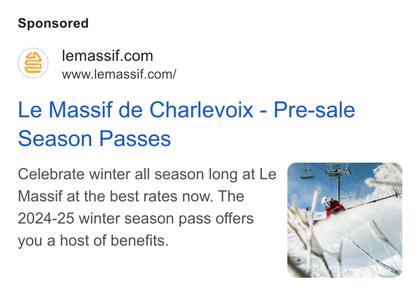 Sponsored
lemassif.com
www.lemassif.com/
Le Massif de Charlevoix - Pre-sale
Season Passes
Celebrate winter all season long at Le
Massif at the best rates now. The
2024-25 winter season pass offers
you a host of benefits.